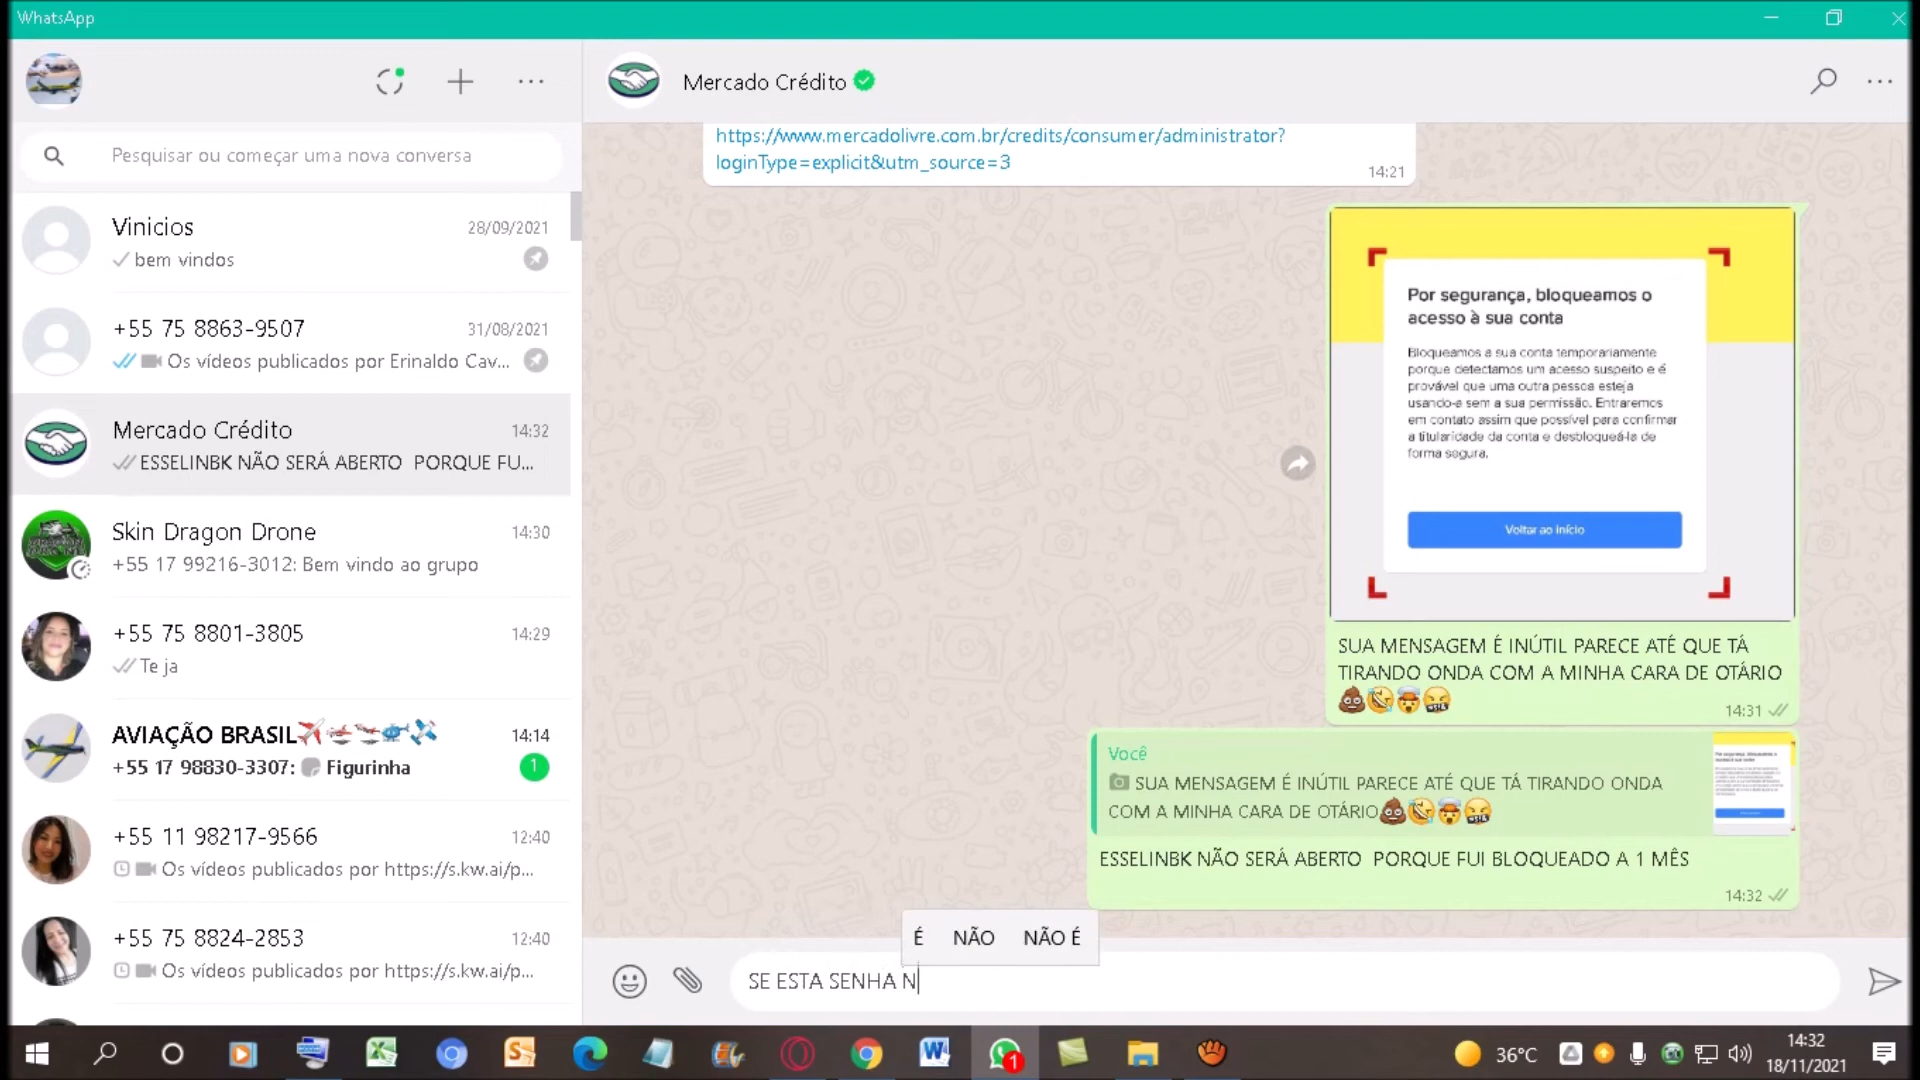 WhatsApp
Pesquisar ou começar uma nova conversa
Vinicios
28/09/2021
bem vindos
+55 75 8863-9507
31/08/2021
Os vídeos publicados por Erinaldo Cav...
Mercado Crédito
14:32
ESSELINBK NÃO SERÁ ABERTO PORQUE FU...
Skin Dragon Drone
14:30
+55 17 99216-3012: Bem vindo ao grupo
+55 75 8801-3805
14:29
Te ja
AVIAÇÃO BRASIL
14:14
+55 17 98830-3307: Figurinha
1
+55 11 98217-9566
12:40
Os vídeos publicados por https://s.kw.ai/p...
+55 75 8824-2853
12:40
Os vídeos publicados por https://s.kw.ai/p...
Mercado Crédito
https://www.mercadolivre.com.br/credits/consumer/administrator?
loginType=explicit&utm_source=3
14:21
Por segurança, bloqueamos o
acesso à sua conta
Bloqueamos a sua conta temporariamente
porque detectamos um acesso suspeito e é
provável que uma outra pessoa esteja
usando-a sem a sua permissão. Entraremos
em contato assim que possível para confirmar
a titularidade da conta e desbloqueá-la de
forma segura.
Voltar ao início
SUA MENSAGEM É INÚTIL PARECE ATÉ QUE TÁ
TIRANDO ONDA COM A MINHA CARA DE OTÁRIO
💩🤣🤯🤬
14:31
Você
SUA MENSAGEM É INÚTIL PARECE ATÉ QUE TÁ TIRANDO ONDA
COM A MINHA CARA DE OTÁRIO💩🤣🤯🤬
ESSELINBK NÃO SERÁ ABERTO  PORQUE FUI BLOQUEADO A 1 MÊS
14:32
É NÃO NÃO É
SE ESTA SENHA N
1
36°C
14:32
18/11/2021